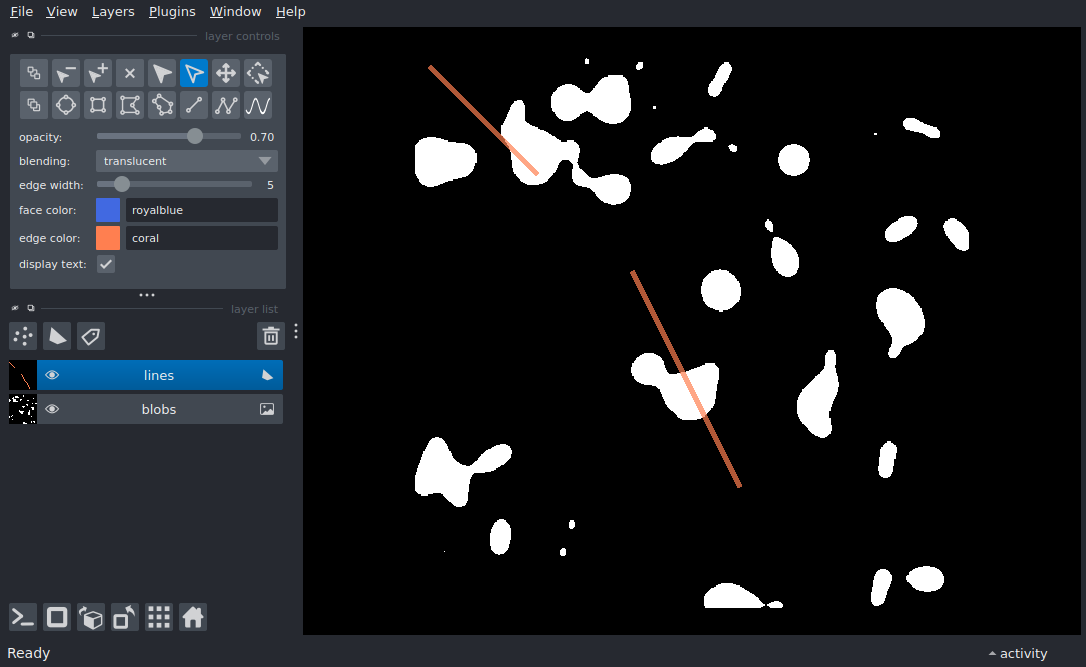 File View Layers Plugins Window Help
layer controls
opacity: 0.70
blending: translucent
edge width: 5
face color: royalblue
edge color: coral
display text:
layer list
lines
blobs
Ready
activity